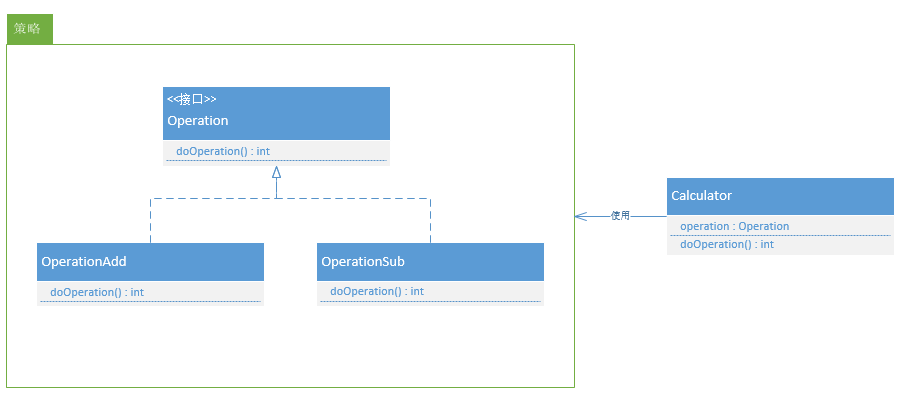 策略
<<接口>>
Operation
doOperation() : int
OperationAdd
doOperation() : int
OperationSub
doOperation() : int
使用
Calculator
operation : Operation
doOperation() : int